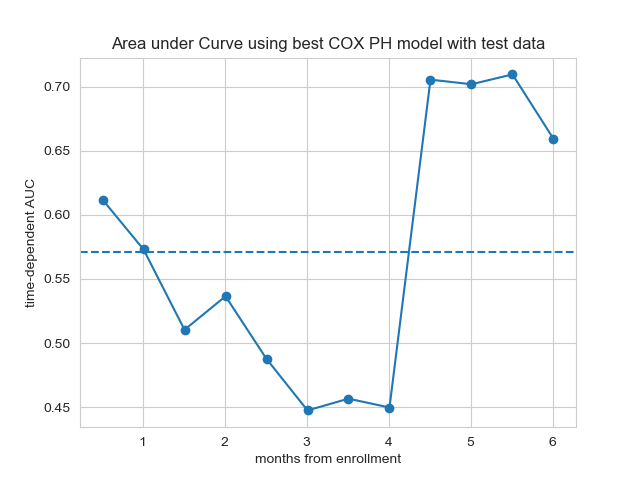 Area under Curve using best COX PH model with test data
time-dependent AUC
0.70
0.65
0.60
0.55
0.50
0.45
1 2 3 4 5 6
months from enrollment